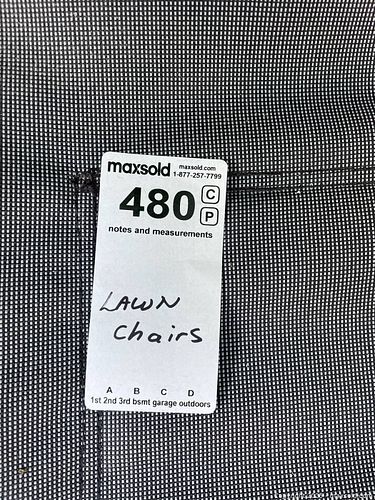 maxsold maxsold.com
1-877-257-7799
480 C
P
notes and measurements
LAWN
Chairs
A B C D
1st 2nd 3rd bsmt garage outdoors